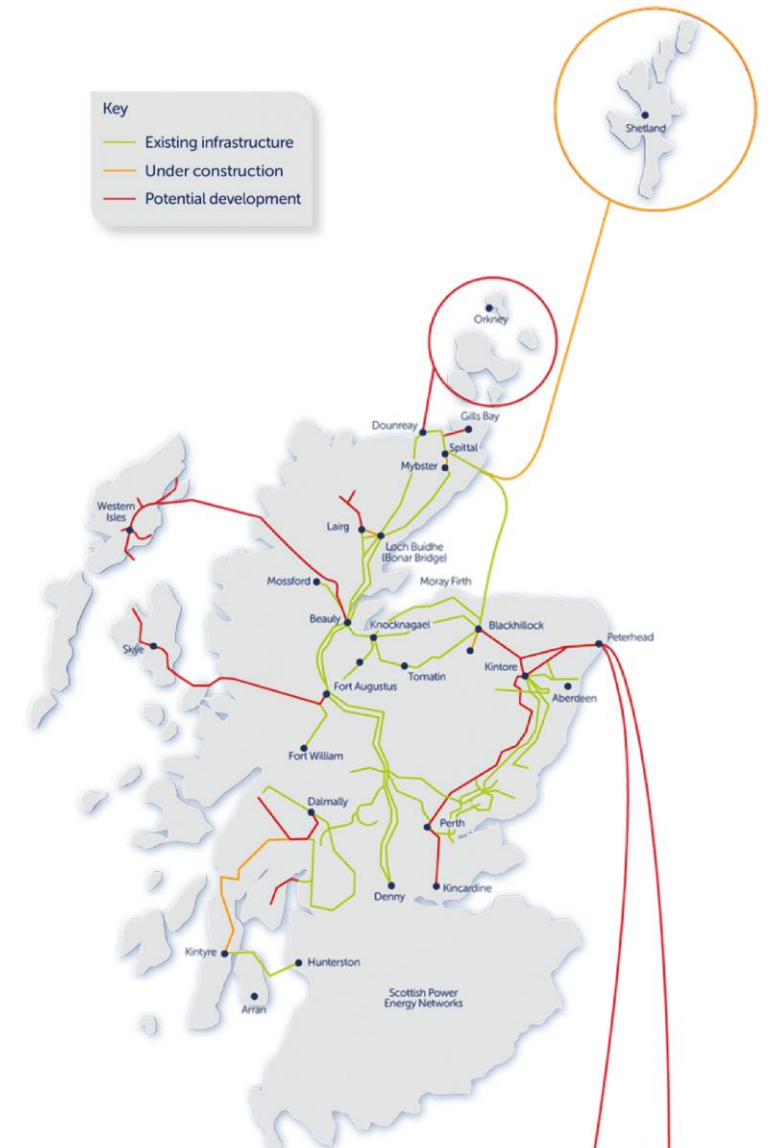 Key
Existing infrastructure
Under construction
Potential development
Shetland
Orkney
Gills Bay
Dounreay
Spittal
Mybster
Western
Isles
Lairg
Loch Buidhe
(Bonar Bridge)
Mossford
Moray Firth
Beauly
Knocknagael
Blackhillock
Peterhead
Skye
Kintore
Tomatin
Fort Augustus
Aberdeen
Fort William
Dalmally
Perth
Denny
Kincardine
Kintyre
Hunterston
Scottish Power
Energy Networks
Arran